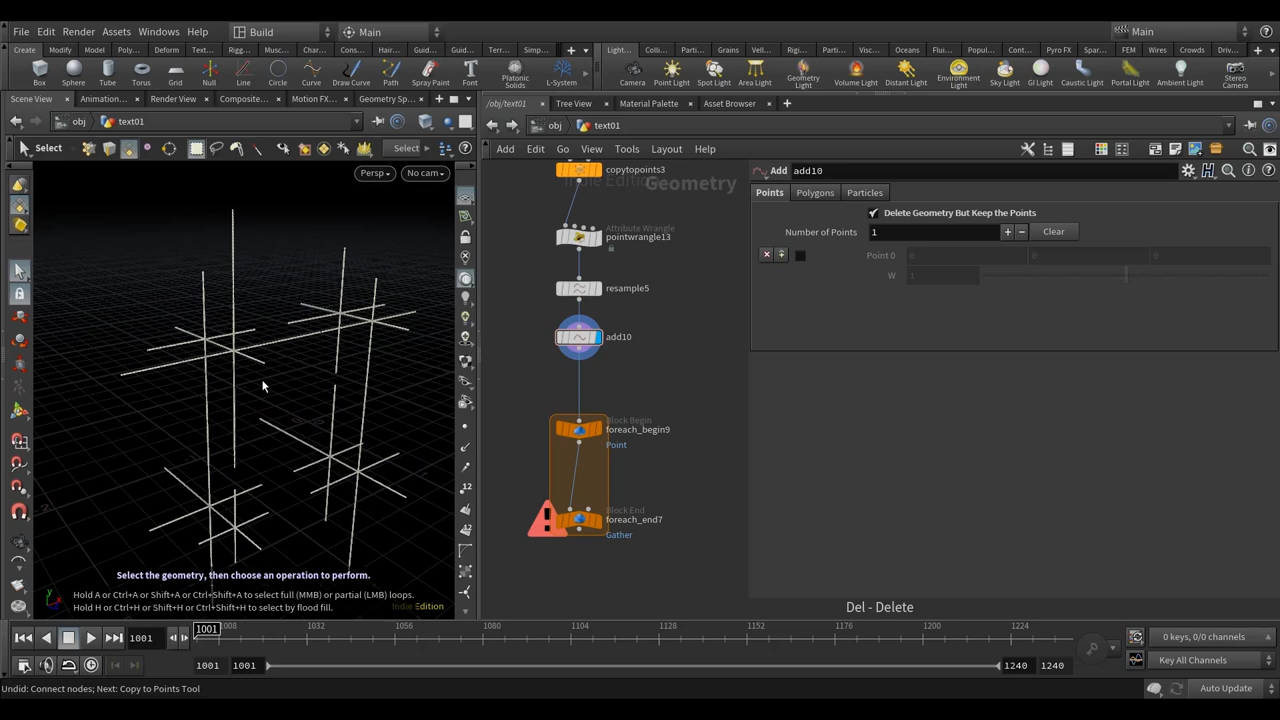 File Edit Render Assets Windows Help Build Main Main
Create Modify Model Poly... Deform Text... Rigg... Musc... Char... Cons... Hair... Guid... Guid... Terr... Simp... Light... Colli... Parti... Grains Vell... Rigi... Parti... Visc... Oceans Flui... Popul... Cont... Pyro FX Spar... FEM Wires Crowds Driv...
Box Sphere Tube Torus Grid Null Line Circle Curve Draw Curve Path Spray Paint Font Platonic Solids L-System Camera Point Light Spot Light Area Light Geometry Light Volume Light Distant Light Environment Light Sky Light GI Light Caustic Light Portal Light Ambient Light Stereo Camera
Scene View Animation... Render View Composite... Motion FX... Geometry Sp... /obj/text01 Tree View Material Palette Asset Browser
obj text01 obj text01
Select Select Add Edit Go View Tools Layout Help
Persp No cam
copytopoints3
Indie Edition Geometry
Attribute Wrangle
pointwrangle13
resample5
add10
Block Begin
foreach_begin9
Point
Block End
foreach_end7
Gather
Add add10
Points Polygons Particles
Delete Geometry But Keep the Points
Number of Points 1 Clear
Point 0 0 0 0
W 1
12
12
Select the geometry, then choose an operation to perform.
Hold A or Ctrl+A or Shift+A or Ctrl+Shift+A to select full (MMB) or partial (LMB) loops.
Hold H or Ctrl+H or Shift+H or Ctrl+Shift+H to select by flood fill.
Indie Edition
y z x
Del - Delete
1001 1001 1008 1032 1056 1080 1104 1128 1152 1176 1200 1224 0 keys, 0/0 channels
1001 1001 1240 1240 Key All Channels
Undid: Connect nodes; Next: Copy to Points Tool Auto Update